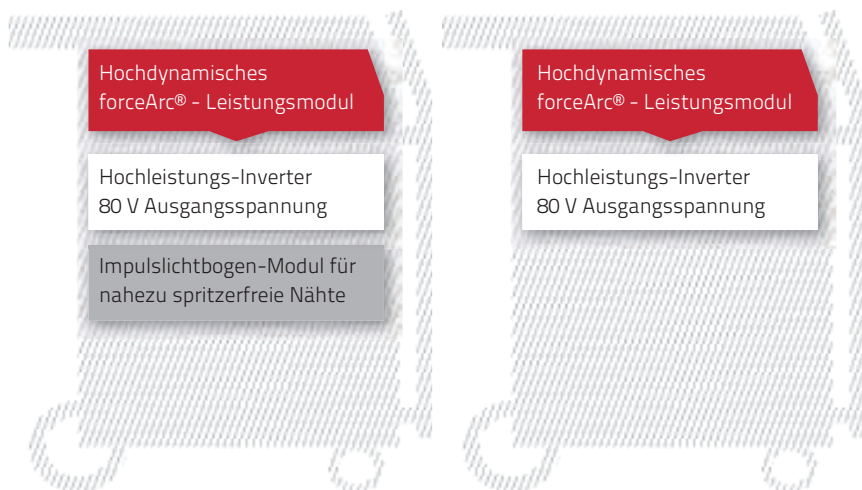 Hochdynamisches
forceArc® - Leistungsmodul
Hochleistungs-Inverter
80 V Ausgangsspannung
Impulslichtbogen-Modul für
nahezu spritzerfreie Nähte
Hochdynamisches
forceArc® - Leistungsmodul
Hochleistungs-Inverter
80 V Ausgangsspannung